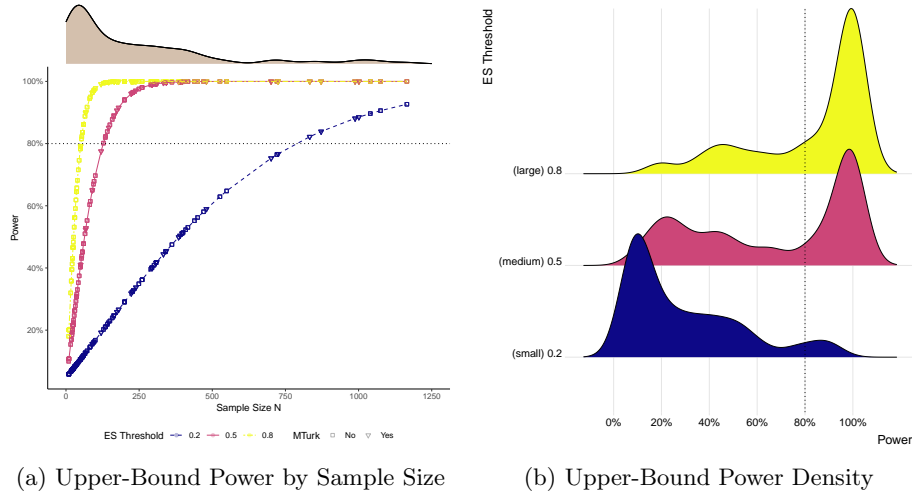 100%
80%
60%
40%
20%
Power
0
250
500
750
1000
1250
Sample Size N
ES Threshold 0.2 0.5 0.8 MTurk No Yes
(a) Upper-Bound Power by Sample Size
ES Threshold
(large) 0.8
(medium) 0.5
(small) 0.2
0%
20%
40%
60%
80%
100%
Power
(b) Upper-Bound Power Density